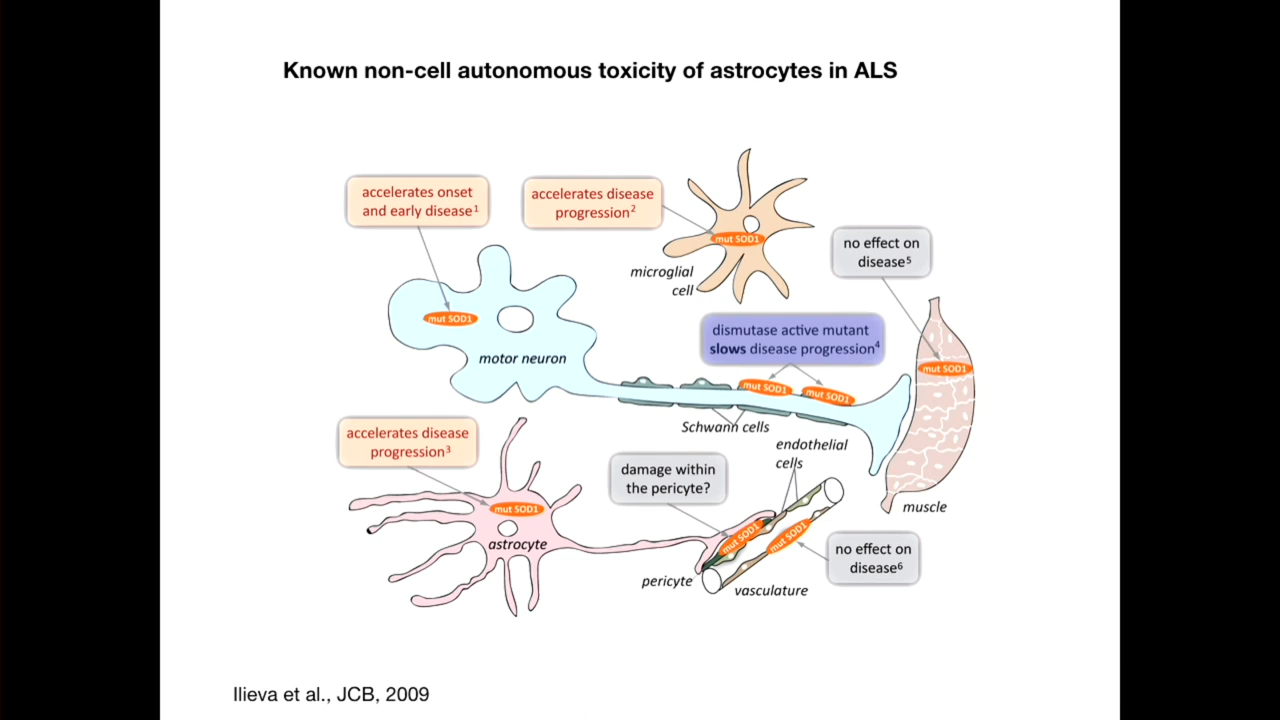 Known non-cell autonomous toxicity of astrocytes in ALS
accelerates onset
and early disease¹
accelerates disease
progression²
mut SOD1
no effect on
disease⁵
microglial
cell
mut SOD1
motor neuron
dismutase active mutant
slows disease progression⁴
mut SOD1
mut SOD1
mut SOD1
Schwann cells
endothelial
cells
accelerates disease
progression³
damage within
the pericyte?
mut SOD1
astrocyte
muscle
mut SOD1
mut SOD1
no effect on
disease⁶
pericyte
vasculature
Ilieva et al., JCB, 2009